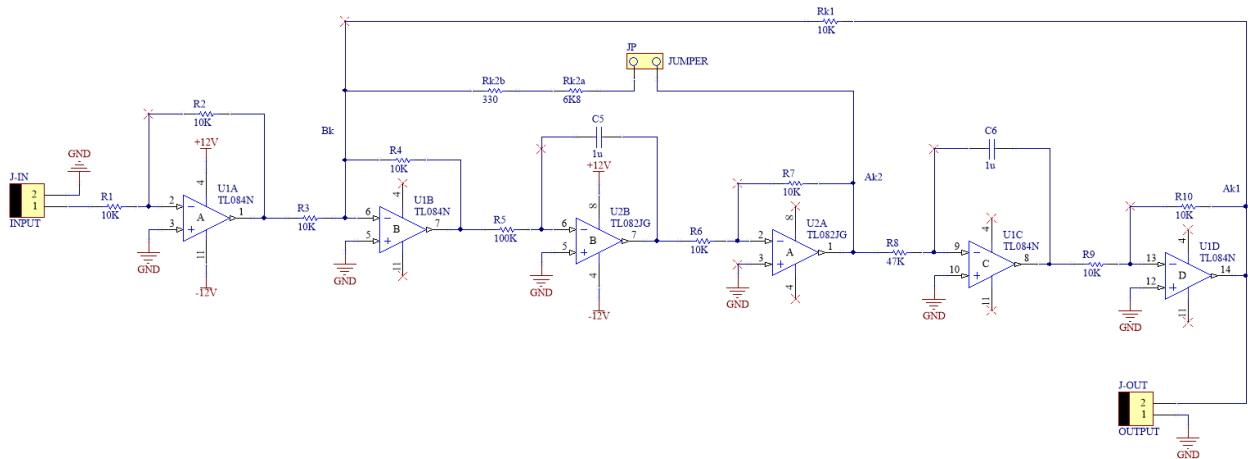 Rk1
10K
JP
JUMPER
Rk2b
330
Rk2a
6K8
R2
10K
+12V
GND
J-IN
2
1
INPUT
R1
10K
2
3
4
A
11
1
U1A
TL084N
GND
-12V
R3
10K
Bk
R4
10K
6
5
4
B
11
7
U1B
TL084N
GND
R5
100K
C5
1u
+12V
6
5
8
B
4
7
U2B
TL082JG
GND
-12V
R6
10K
R7
10K
Ak2
2
3
8
A
4
1
U2A
TL082JG
GND
R8
47K
C6
1u
9
10
4
C
11
8
U1C
TL084N
GND
R9
10K
R10
10K
Ak1
13
12
4
D
11
14
U1D
TL084N
GND
J-OUT
2
1
OUTPUT
GND